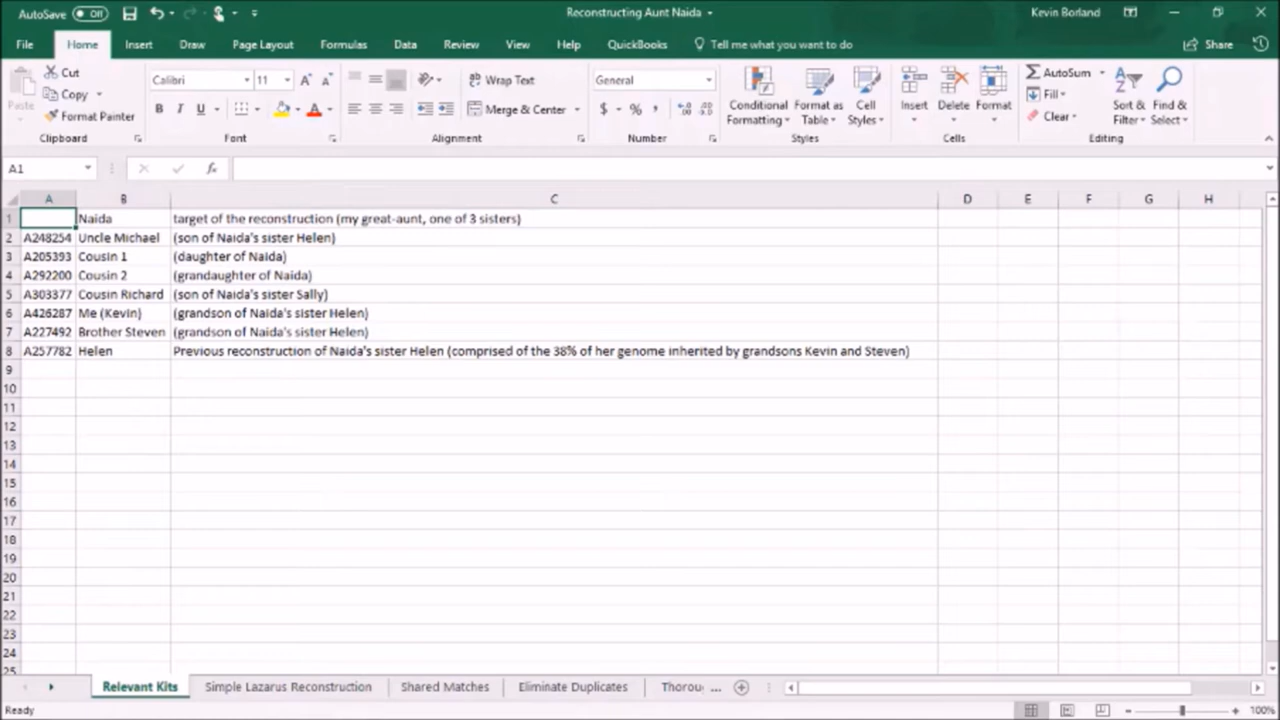 AutoSave Off Reconstructing Aunt Naida Kevin Borland
File Home Insert Draw Page Layout Formulas Data Review View Help QuickBooks Tell me what you want to do Share
Cut
Copy
Paste
Format Painter
Clipboard
Calibri 11
B I U
Font
Wrap Text
Merge & Center
Alignment
General
$ % ,
Number
Conditional Formatting
Format as Table
Cell Styles
Styles
Insert Delete Format
Cells
AutoSum
Fill
Clear
Sort & Filter
Find & Select
Editing
A1 fx
A B C D E F G H
1 Naida target of the reconstruction (my great-aunt, one of 3 sisters)
2 A248254 Uncle Michael (son of Naida's sister Helen)
3 A205393 Cousin 1 (daughter of Naida)
4 A292200 Cousin 2 (grandaughter of Naida)
5 A303377 Cousin Richard (son of Naida's sister Sally)
6 A426287 Me (Kevin) (grandson of Naida's sister Helen)
7 A227492 Brother Steven (grandson of Naida's sister Helen)
8 A257782 Helen Previous reconstruction of Naida's sister Helen (comprised of the 38% of her genome inherited by grandsons Kevin and Steven)
9
10
11
12
13
14
15
16
17
18
19
20
21
22
23
24
25
Relevant Kits Simple Lazarus Reconstruction Shared Matches Eliminate Duplicates Thorou ...
Ready 100%